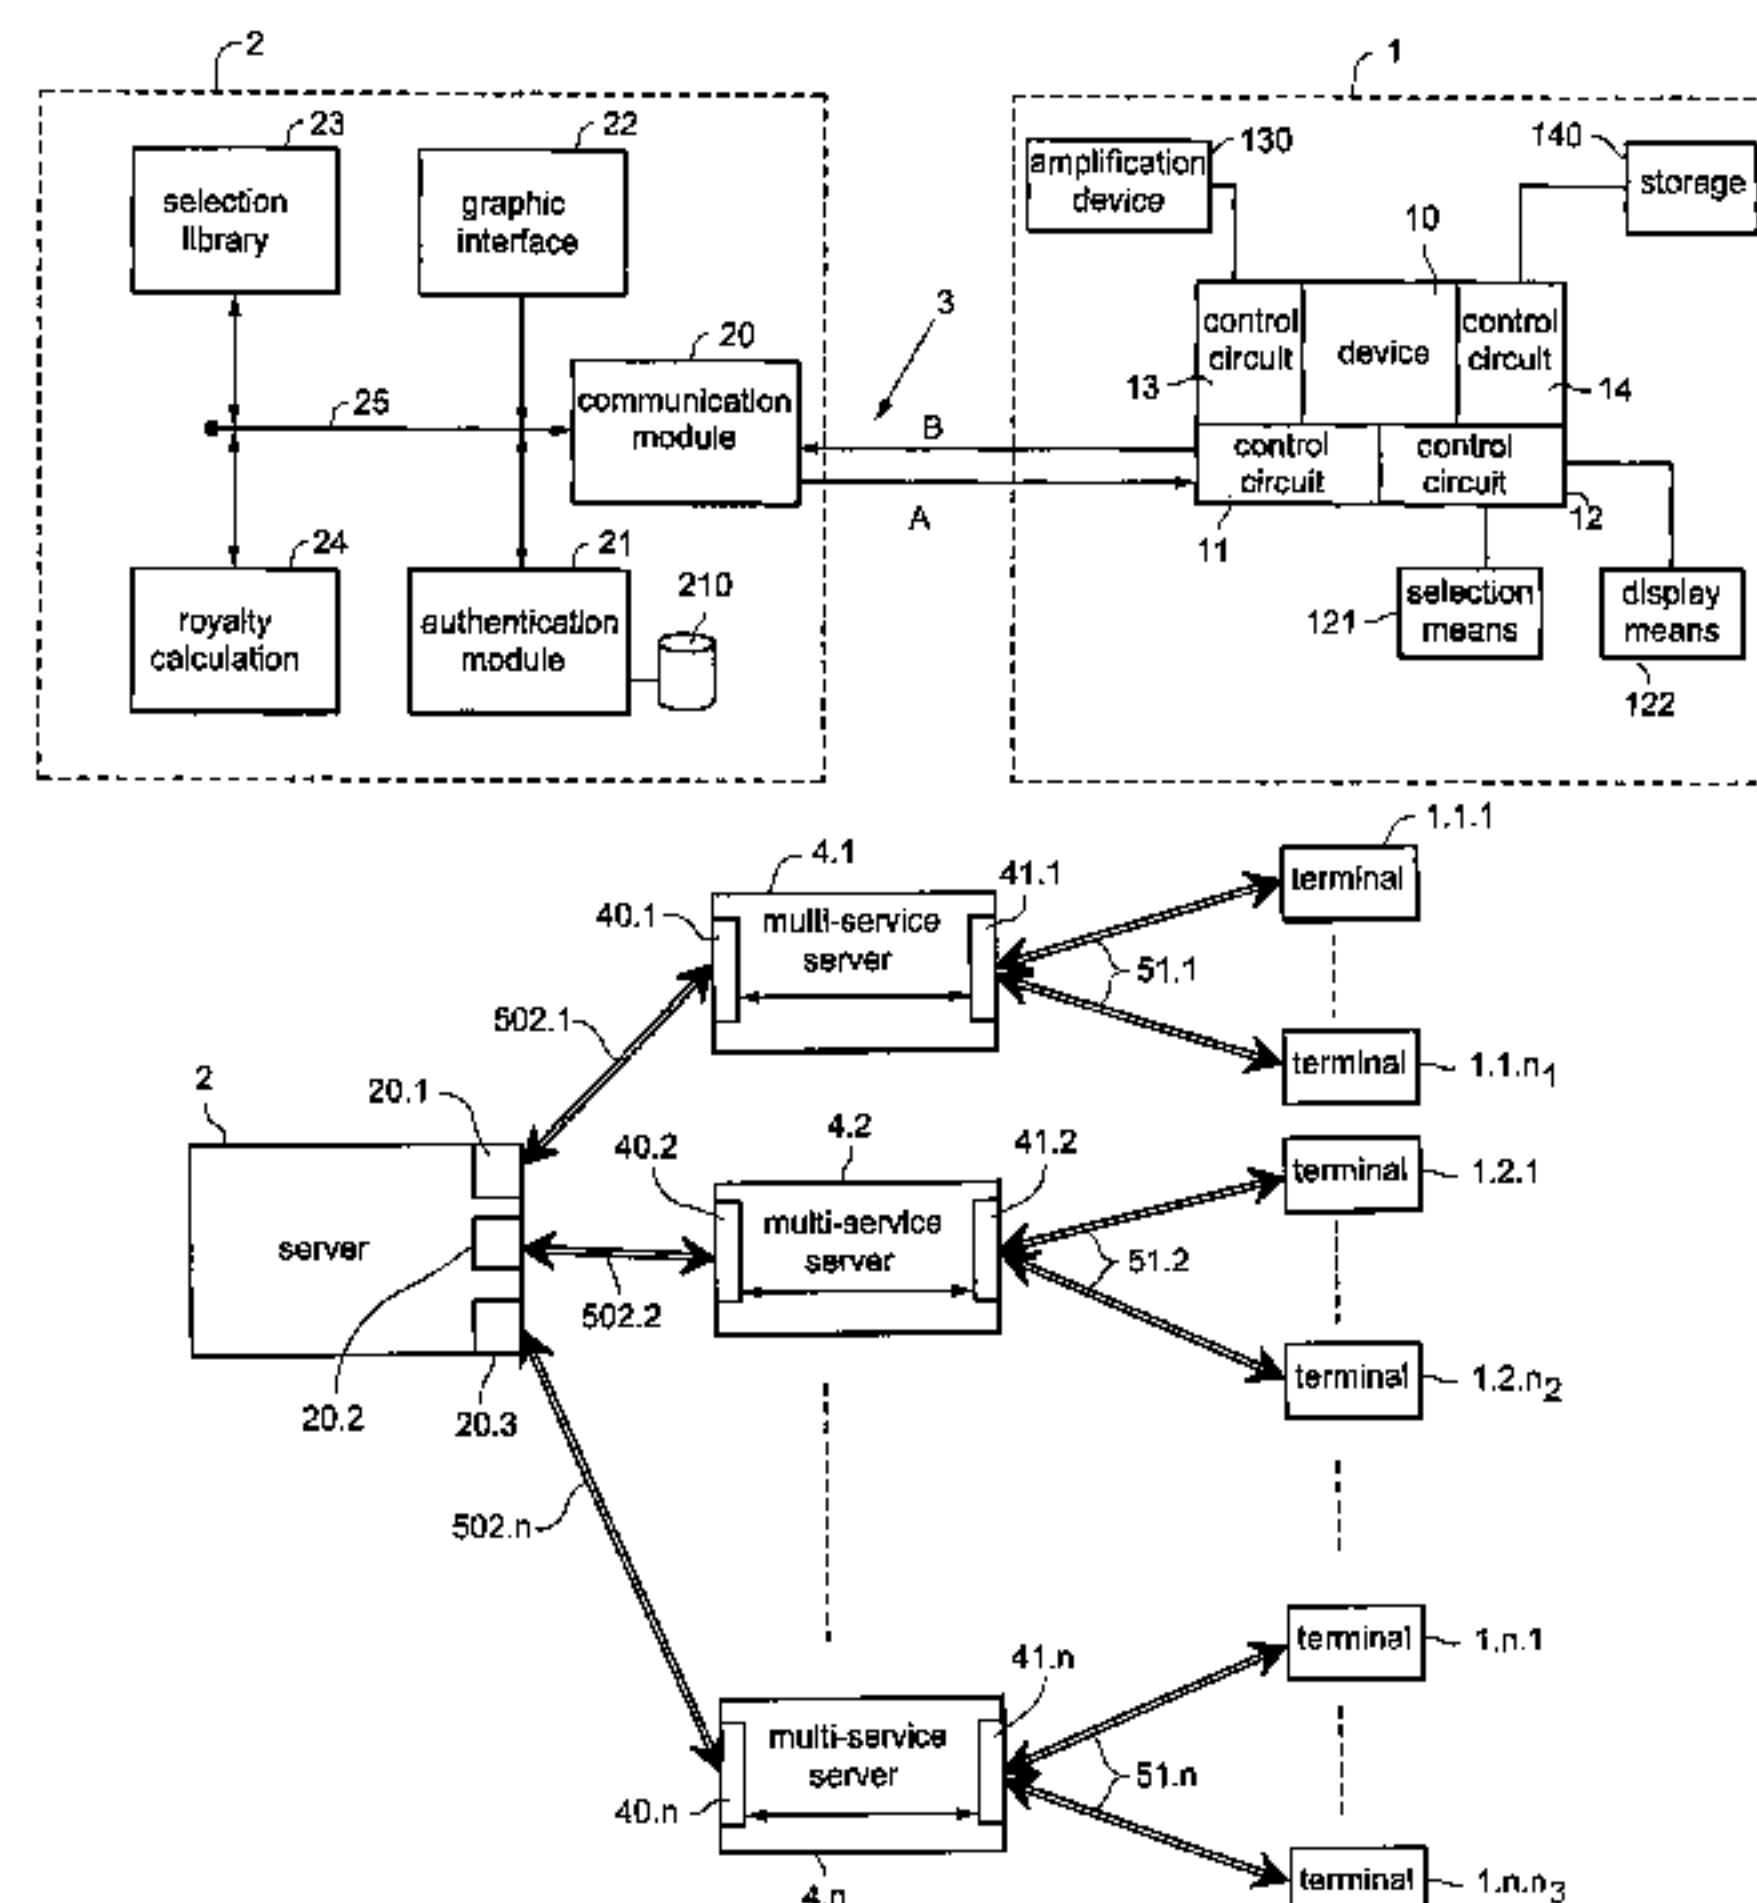 2
1
23
22
130
140
amplification
device
storage
selection
library
graphic
interface
10
3
20
control
circuit
device
control
circuit
13
14
25
communication
module
B
control
circuit
control
circuit
A
12
11
24
21
210
royalty
calculation
authentication
module
121
selection
means
display
means
122
1.1.1
4.1
41.1
terminal
40.1
multi-service
server
51.1
502.1
terminal
1.1.n1
2
20.1
4.2
40.2
41.2
terminal
1.2.1
server
multi-service
server
51.2
502.2
terminal
1.2.n2
20.2
20.3
502.n
terminal
1.n.1
41.n
multi-service
server
51.n
40.n
terminal
1.n.n3
4.n